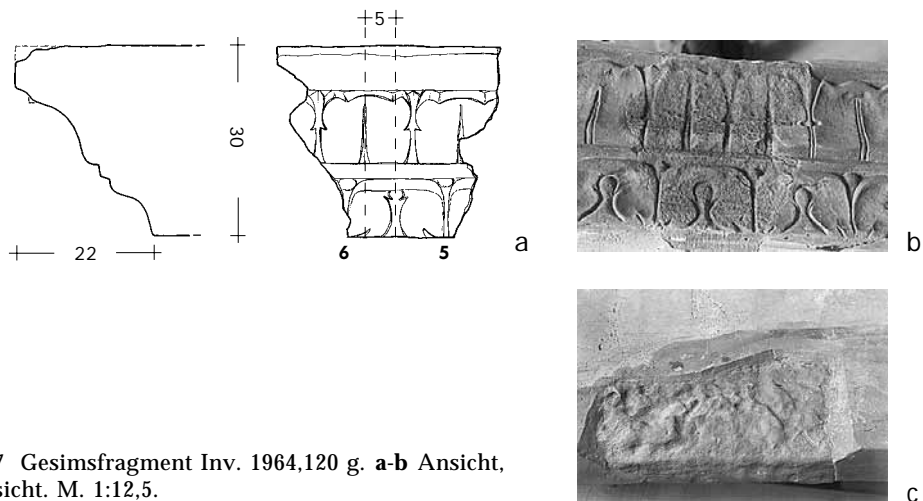 5
30
22
6 5
a
b
c
7 Gesimsfragment Inv. 1964,120 g. a-b Ansicht,
sicht. M. 1:12,5.